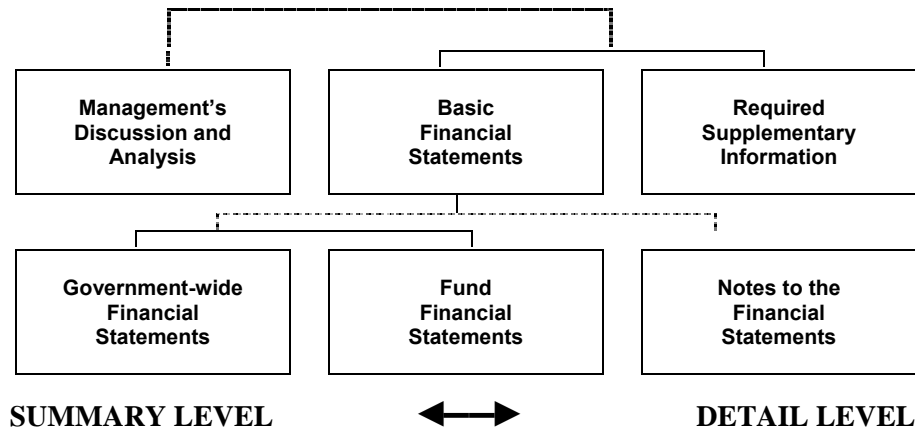 Management’s
Discussion and
Analysis
Basic
Financial
Statements
Required
Supplementary
Information
Government-wide
Financial
Statements
Fund
Financial
Statements
Notes to the
Financial
Statements
SUMMARY LEVEL
DETAIL LEVEL